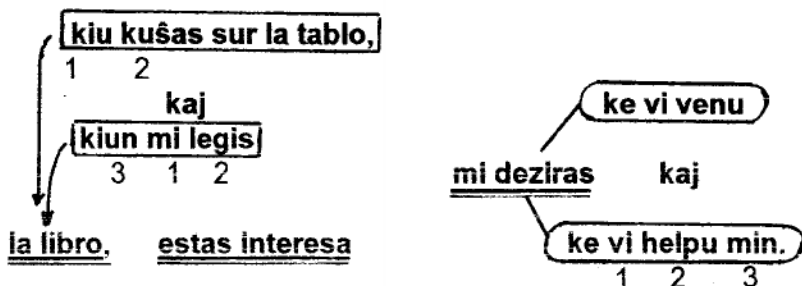 kiu kuŝas sur la tablo,
1 2
kaj
kiun mi legis
3 1 2
la libro, estas interesa
ke vi venu
mi deziras kaj
ke vi helpu min.
1 2 3